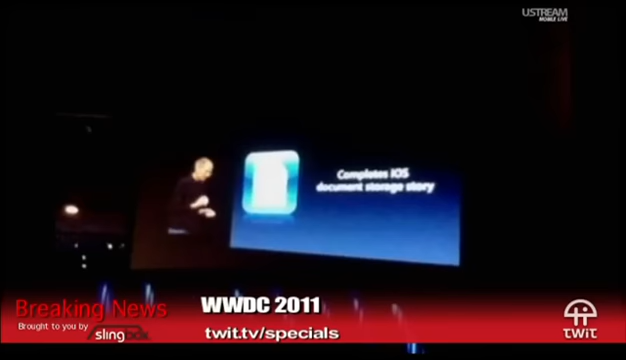 USTREAM
MOBILE LIVE
Completes iOS
document storage story
Breaking News
WWDC 2011
Brought to you by slingbox
twit.tv/specials
TWiT